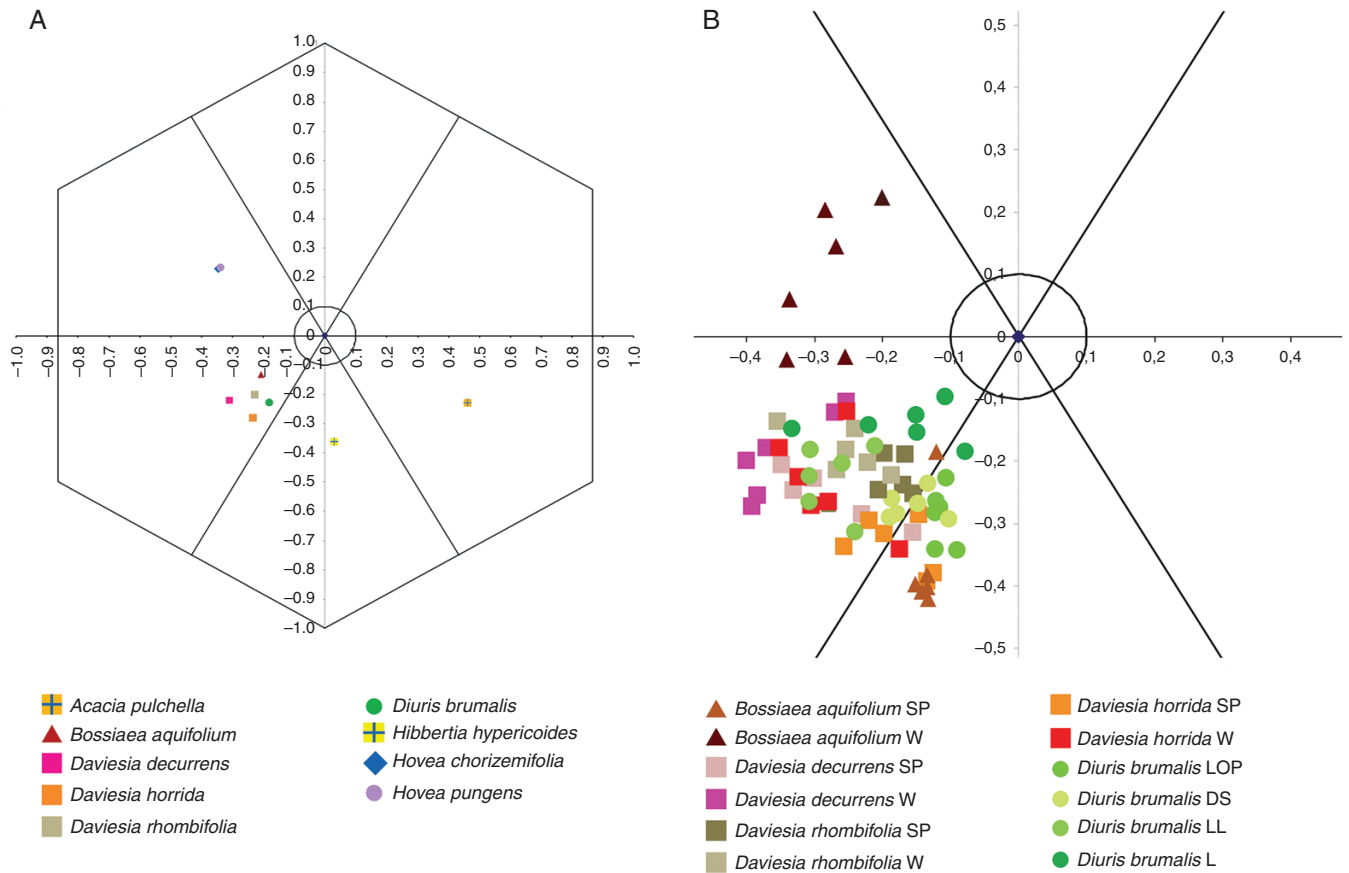 A
1.0
0.9
0.8
0.7
0.6
0.5
0.4
0.3
0.2
0.1
0
–0.1
–0.2
–0.3
–0.4
–0.5
–0.6
–0.7
–0.8
–0.9
–1.0
–1.0 –0.9 –0.8 –0.7 –0.6 –0.5 –0.4 –0.3 –0.2 –0.1 0 0.1 0.2 0.3 0.4 0.5 0.6 0.7 0.8 0.9 1.0
Acacia pulchella
Bossiaea aquifolium
Daviesia decurrens
Daviesia horrida
Daviesia rhombifolia
Diuris brumalis
Hibbertia hypericoides
Hovea chorizemifolia
Hovea pungens
B
0,5
0,4
0,3
0,2
0,1
0
–0,1
–0,2
–0,3
–0,4
–0,5
–0,4 –0,3 –0,2 –0,1 0 0,1 0,2 0,3 0,4
Bossiaea aquifolium SP
Bossiaea aquifolium W
Daviesia decurrens SP
Daviesia decurrens W
Daviesia rhombifolia SP
Daviesia rhombifolia W
Daviesia horrida SP
Daviesia horrida W
Diuris brumalis LOP
Diuris brumalis DS
Diuris brumalis LL
Diuris brumalis L